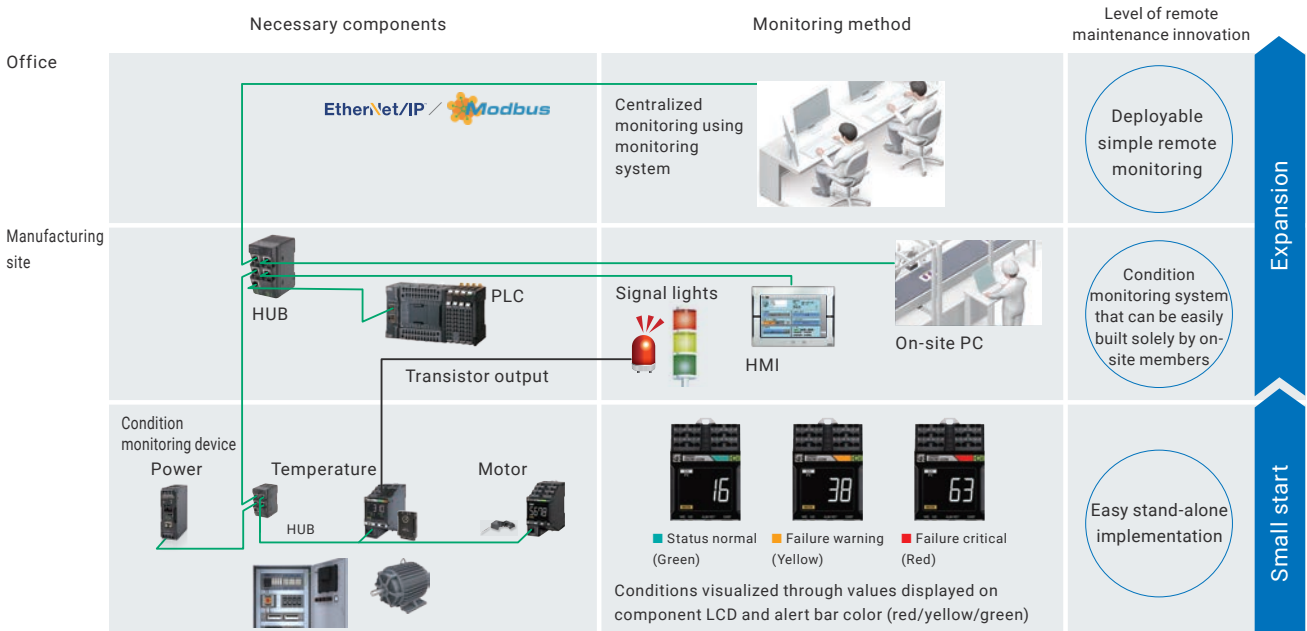 Necessary components
Monitoring method
Level of remote
maintenance innovation
Office
EtherNet/IP / Modbus
Centralized
monitoring using
monitoring
system
Deployable
simple remote
monitoring
Manufacturing
site
HUB
PLC
Transistor output
Signal lights
HMI
On-site PC
Condition
monitoring system
that can be easily
built solely by on-
site members
Expansion
Condition
monitoring device
Power
Temperature
Motor
HUB
16
38
63
Status normal
(Green)
Failure warning
(Yellow)
Failure critical
(Red)
Conditions visualized through values displayed on
component LCD and alert bar color (red/yellow/green)
Easy stand-alone
implementation
Small start